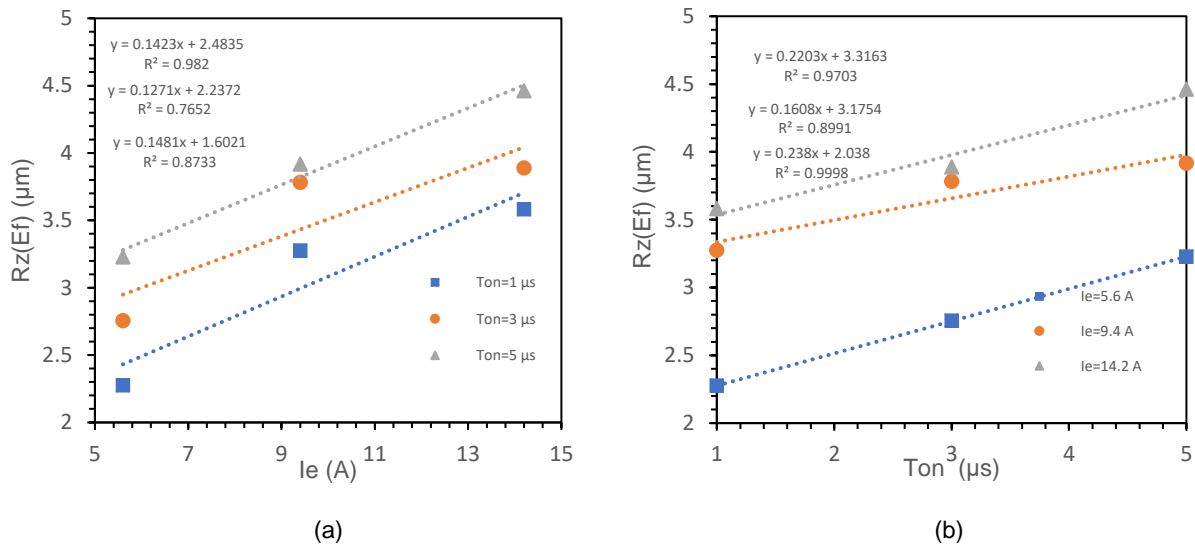 5
4.5
4
3.5
3
2.5
2
Rz(Ef) (μm)
y = 0.1423x + 2.4835
R² = 0.982
y = 0.1271x + 2.2372
R² = 0.7652
y = 0.1481x + 1.6021
R² = 0.8733
Ton=1 μs
Ton=3 μs
Ton=5 μs
5 7 9 11 13 15
Ie (A)
(a)
5
4.5
4
3.5
3
2.5
2
Rz(Ef) (μm)
y = 0.2203x + 3.3163
R² = 0.9703
y = 0.1608x + 3.1754
R² = 0.8991
y = 0.238x + 2.038
R² = 0.9998
Ie=5.6 A
Ie=9.4 A
Ie=14.2 A
1 2 3 4 5
Ton (μs)
(b)